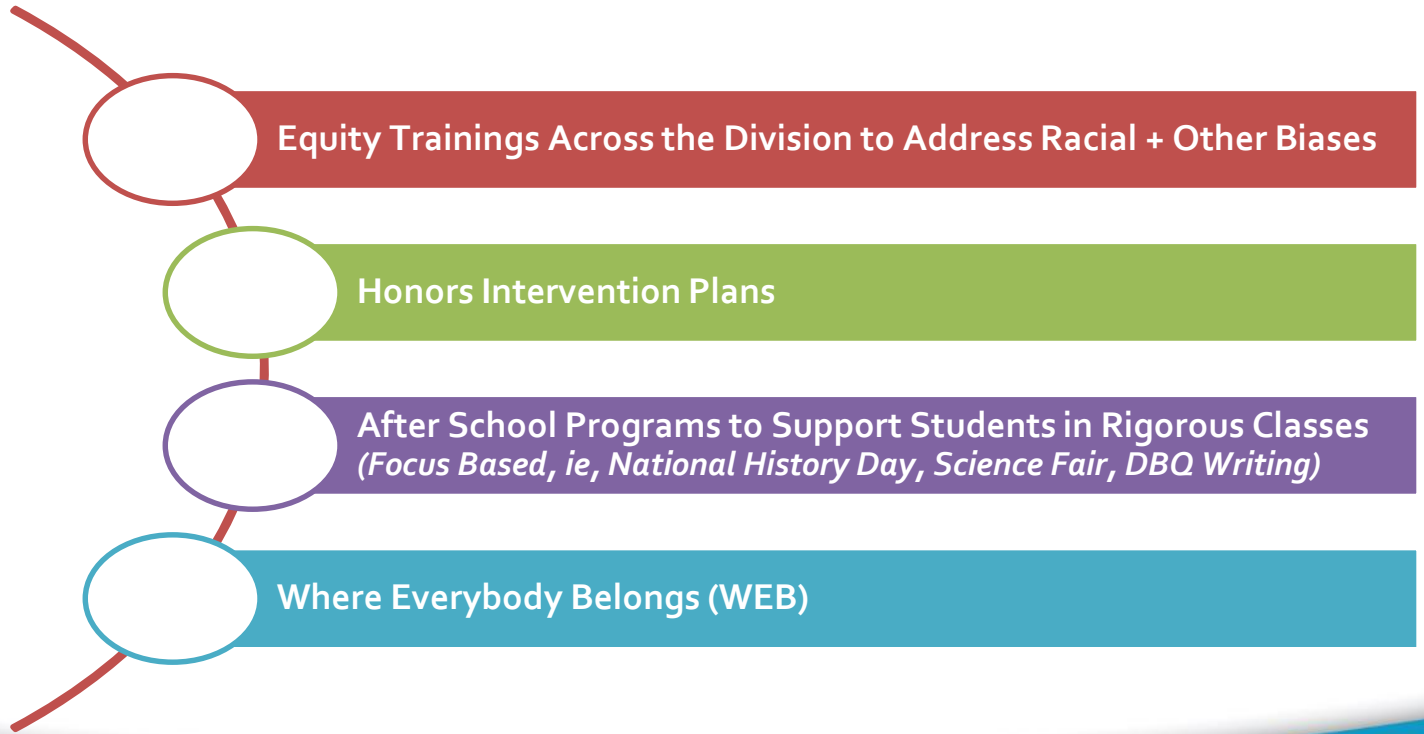 Equity Trainings Across the Division to Address Racial + Other Biases
Honors Intervention Plans
After School Programs to Support Students in Rigorous Classes
(Focus Based, ie, National History Day, Science Fair, DBQ Writing)
Where Everybody Belongs (WEB)